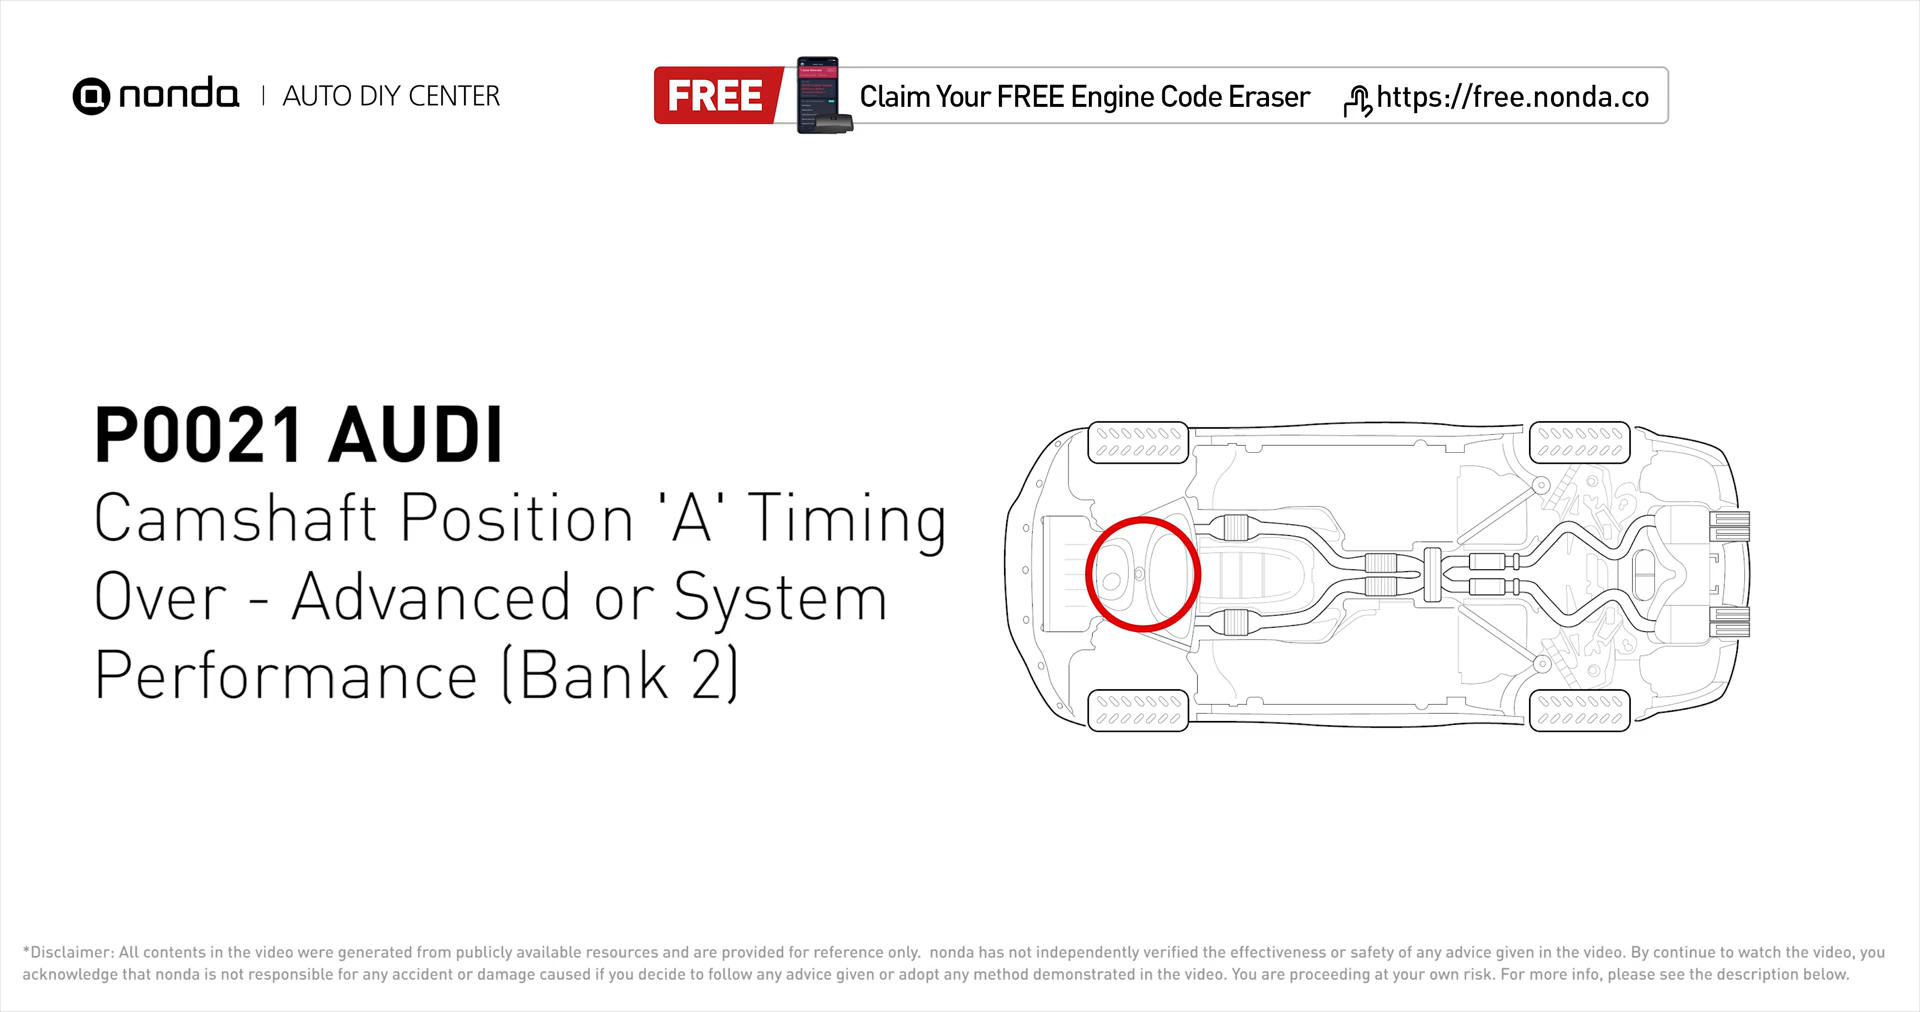 nonda | AUTO DIY CENTER
FREE Claim Your FREE Engine Code Eraser https://free.nonda.co
P0021 AUDI
Camshaft Position 'A' Timing
Over - Advanced or System
Performance (Bank 2)
*Disclaimer: All contents in the video were generated from publicly available resources and are provided for reference only. nonda has not independently verified the effectiveness or safety of any advice given in the video. By continue to watch the video, you
acknowledge that nonda is not responsible for any accident or damage caused if you decide to follow any advice given or adopt any method demonstrated in the video. You are proceeding at your own risk. For more info, please see the description below.